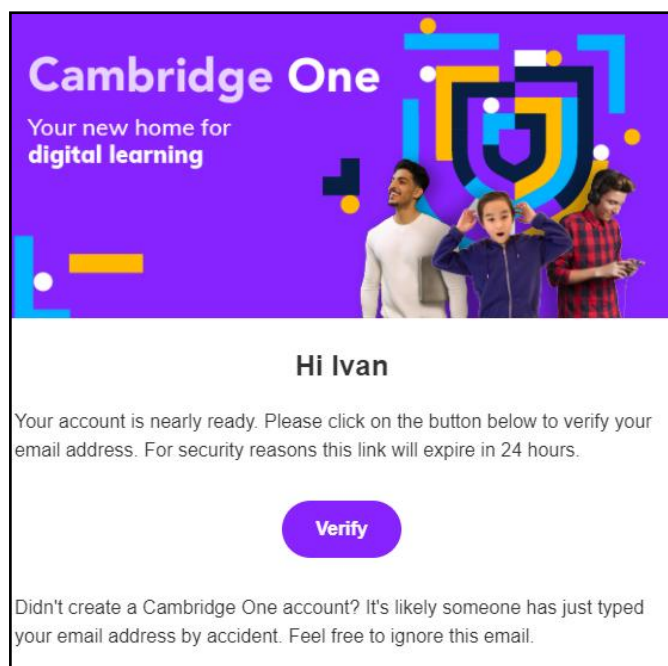 Cambridge One
Your new home for
digital learning
Hi Ivan
Your account is nearly ready. Please click on the button below to verify your
email address. For security reasons this link will expire in 24 hours.
Verify
Didn't create a Cambridge One account? It's likely someone has just typed
your email address by accident. Feel free to ignore this email.